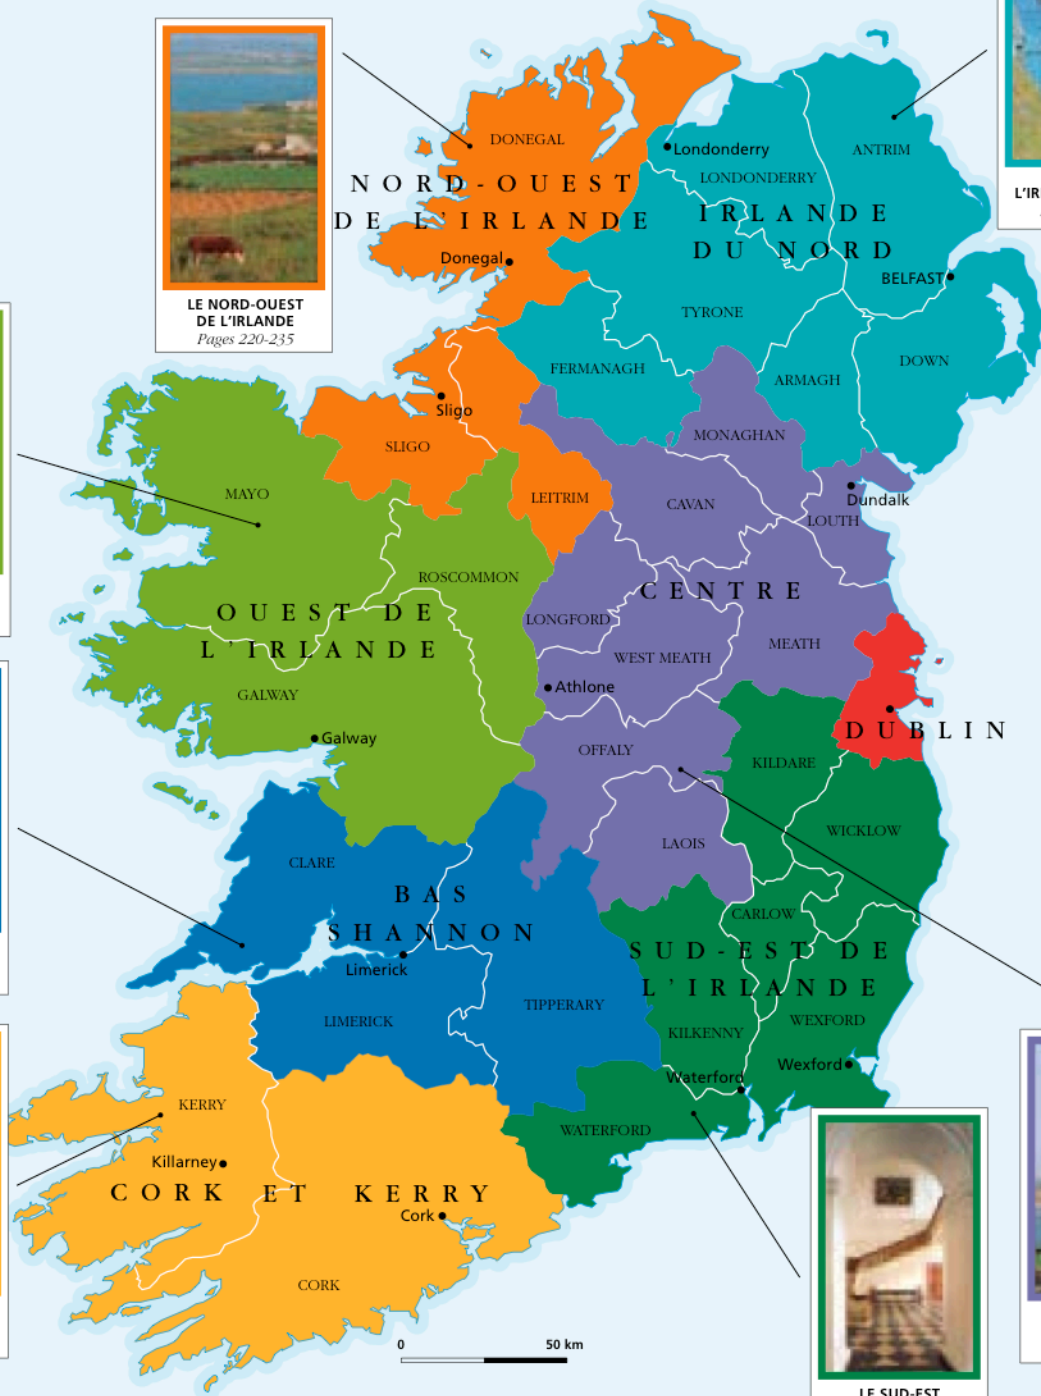 DONEGAL
Londonderry
ANTRIM
LONDONDERRY
NORD-OUEST
DE L'IRLANDE
IRLANDE
DU NORD
L'IR
Donegal
BELFAST
LE NORD-OUEST
DE L'IRLANDE
Pages 220-235
TYRONE
FERMANAGH
DOWN
ARMAGH
Sligo
SLIGO
MONAGHAN
MAYO
LEITRIM
CAVAN
Dundalk
LOUTH
ROSCOMMON
CENTRE
OUEST DE
L'IRLANDE
LONGFORD
WEST MEATH
MEATH
GALWAY
Athlone
Galway
DUBLIN
OFFALY
KILDARE
WICKLOW
LAOIS
CLARE
BAS
SHANNON
CARLOW
SUD-EST DE
L'IRLANDE
Limerick
TIPPERARY
LIMERICK
WEXFORD
KILKENNY
Wexford
Waterford
KERRY
WATERFORD
Killarney
CORK ET KERRY
Cork
CORK
0 50 km
LE SUD-EST